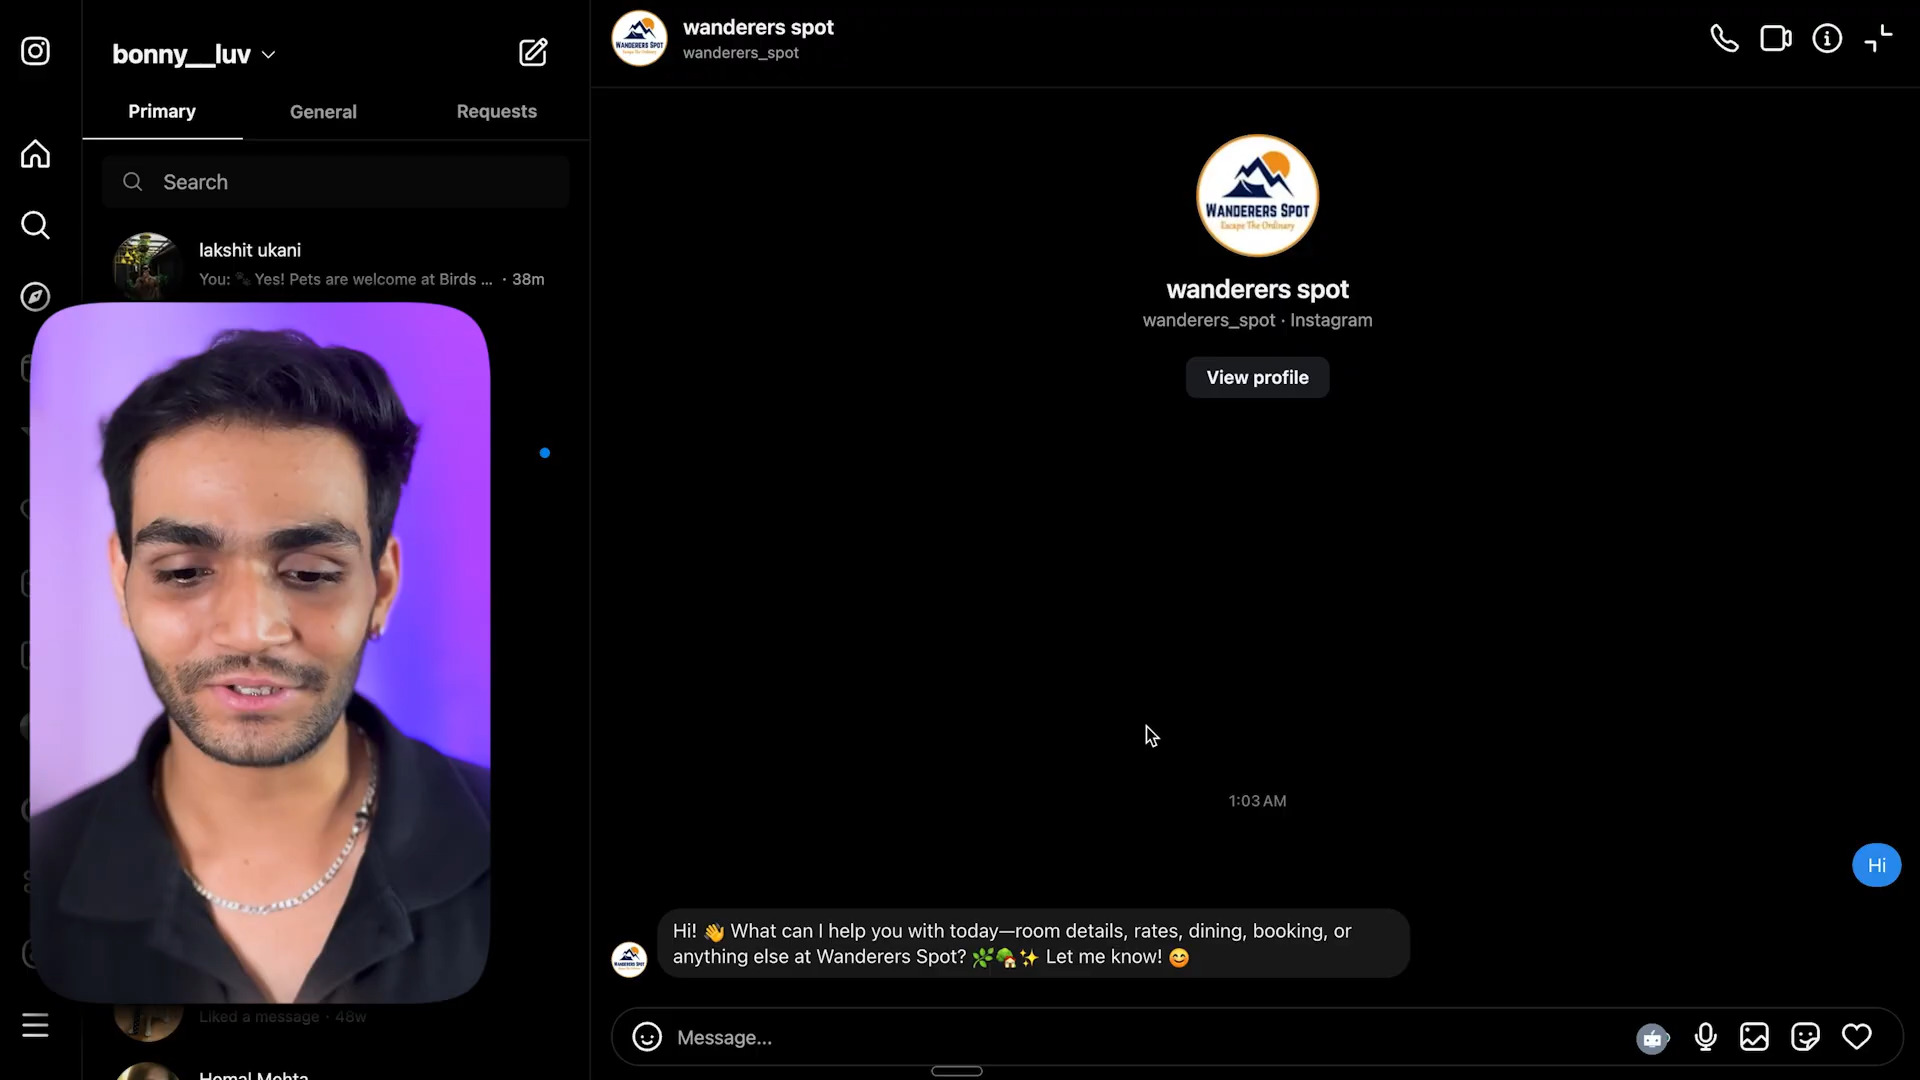 bonny__luv
Primary
General
Requests
Search
lakshit ukani
You: 🐾 Yes! Pets are welcome at Birds ... · 38m
Liked a message · 48w
Hemal Mehta
WANDERERS SPOT
wanderers spot
wanderers_spot
WANDERERS SPOT
Escape The Ordinary
wanderers spot
wanderers_spot · Instagram
View profile
1:03 AM
Hi
Hi! 👋 What can I help you with today—room details, rates, dining, booking, or
anything else at Wanderers Spot? 🌿🏡✨ Let me know! 😊
Message...